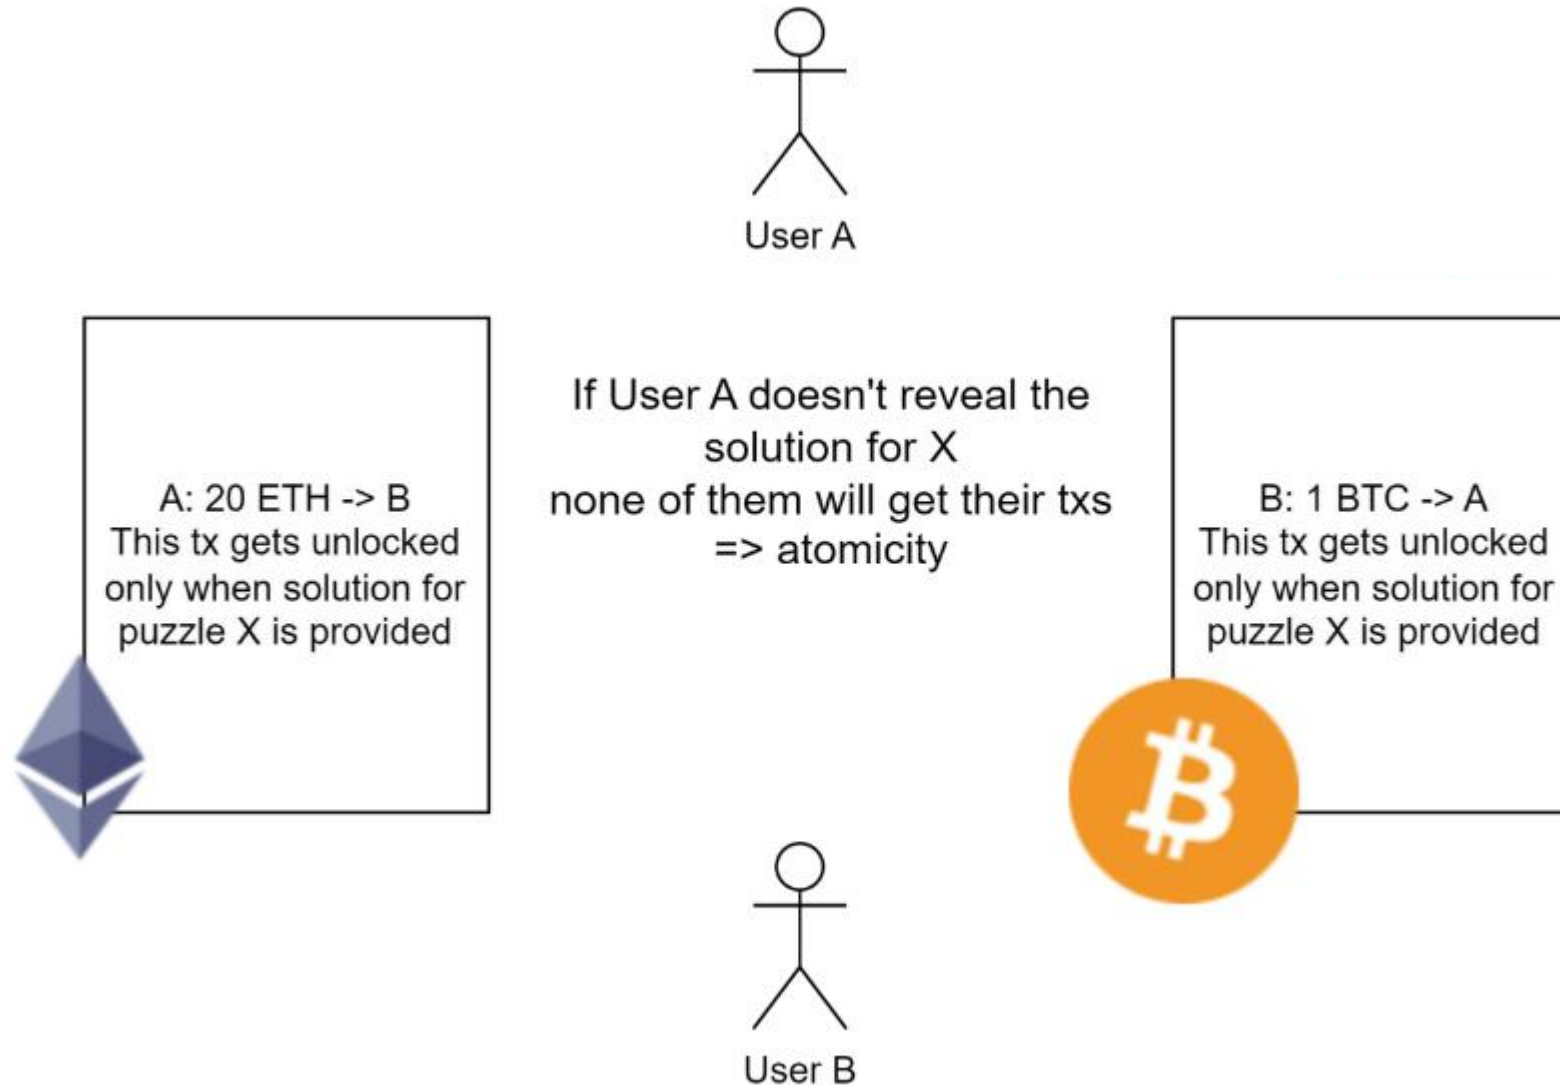 User A
If User A doesn't reveal the
solution for X
none of them will get their txs
=> atomicity
A: 20 ETH -> B
This tx gets unlocked
only when solution for
puzzle X is provided
B: 1 BTC -> A
This tx gets unlocked
only when solution for
puzzle X is provided
User B